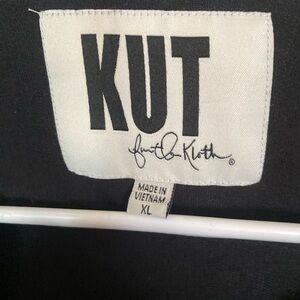 KUT
from the Kloth®
MADE IN
VIETNAM
XL